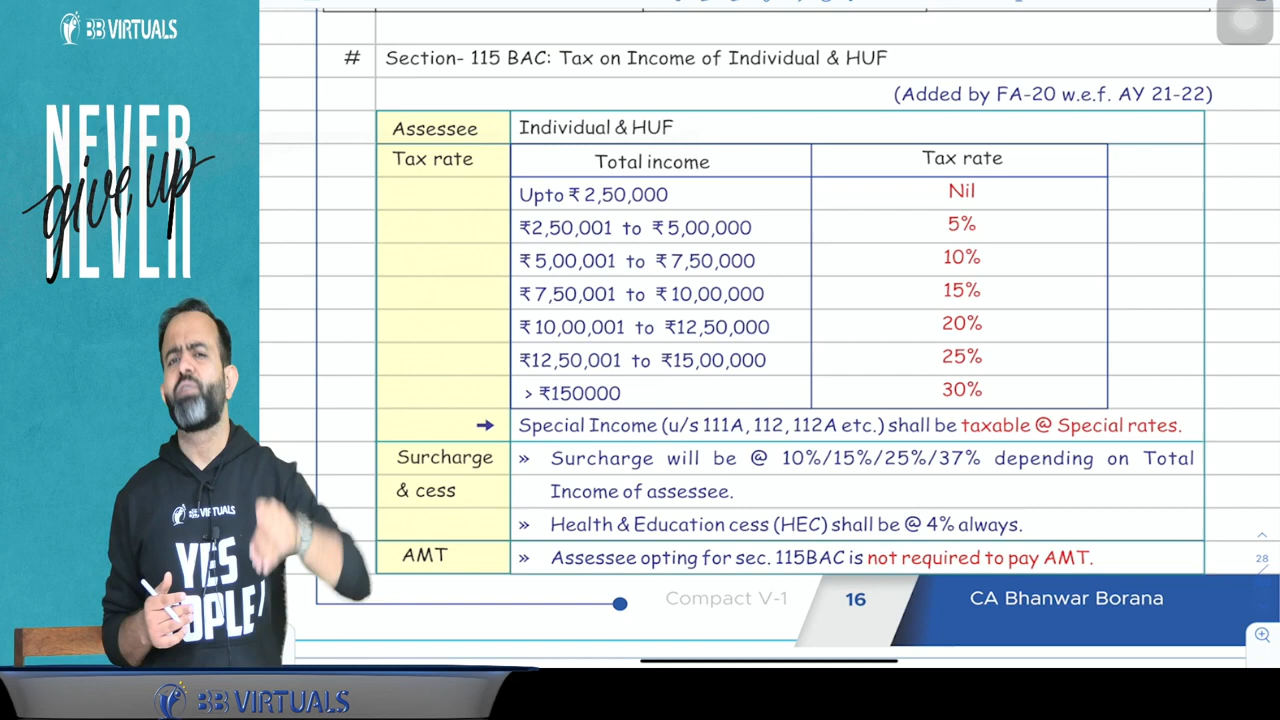 BB VIRTUALS
NEVER
give up
NEVER
# Section- 115 BAC: Tax on Income of Individual & HUF
(Added by FA-20 w.e.f. AY 21-22)
Assessee Individual & HUF
Tax rate Total income Tax rate
Upto ₹ 2,50,000 Nil
₹2,50,001 to ₹ 5,00,000 5%
₹ 5,00,001 to ₹ 7,50,000 10%
₹ 7,50,001 to ₹ 10,00,000 15%
₹ 10,00,001 to ₹12,50,000 20%
₹12,50,001 to ₹15,00,000 25%
> ₹150000 30%
→ Special Income (u/s 111A, 112, 112A etc.) shall be taxable @ Special rates.
Surcharge » Surcharge will be @ 10%/15%/25%/37% depending on Total
& cess Income of assessee.
» Health & Education cess (HEC) shall be @ 4% always.
AMT » Assessee opting for sec. 115BAC is not required to pay AMT.
28
Compact V-1 16 CA Bhanwar Borana
BB VIRTUALS
YES
OPLE!
BB VIRTUALS